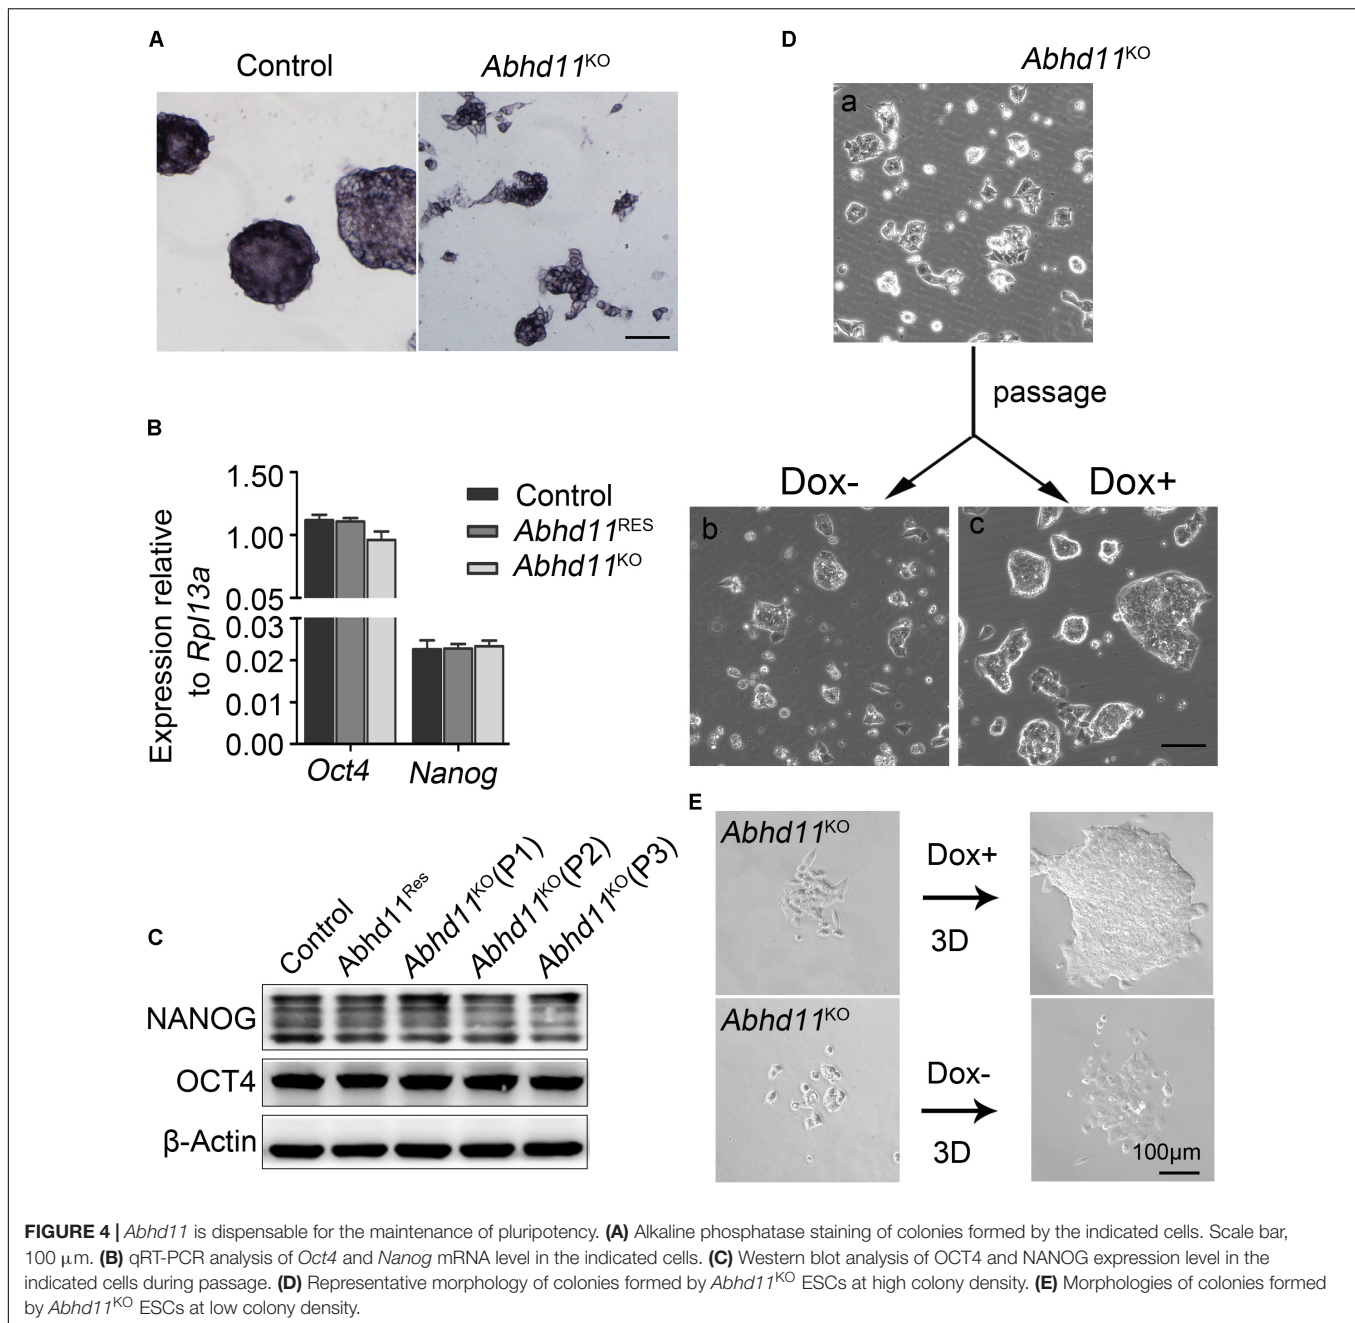 A
Control
Abhd11KO
B
Expression relative
to Rpl13a
1.50
1.00
0.05
0.03
0.02
0.01
0.00
Control
Abhd11RES
Abhd11KO
Oct4
Nanog
C
Control
Abhd11Res
Abhd11KO(P1)
Abhd11KO(P2)
Abhd11KO(P3)
NANOG
OCT4
β-Actin
D
Abhd11KO
a
passage
Dox-
Dox+
b
c
E
Abhd11KO
Dox+
3D
Abhd11KO
Dox-
3D
100μm
FIGURE 4 | Abhd11 is dispensable for the maintenance of pluripotency. (A) Alkaline phosphatase staining of colonies formed by the indicated cells. Scale bar,
100 μm. (B) qRT-PCR analysis of Oct4 and Nanog mRNA level in the indicated cells. (C) Western blot analysis of OCT4 and NANOG expression level in the
indicated cells during passage. (D) Representative morphology of colonies formed by Abhd11KO ESCs at high colony density. (E) Morphologies of colonies formed
by Abhd11KO ESCs at low colony density.